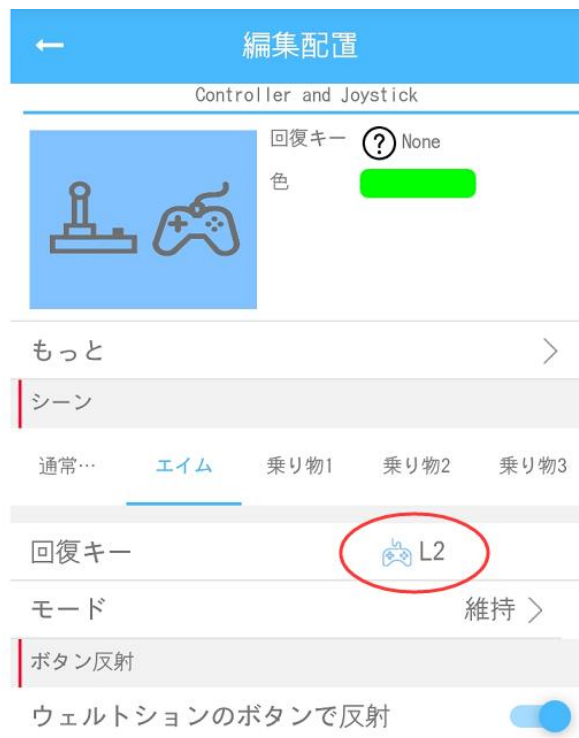 編集配置
Controller and Joystick
回復キー ? None
色
もっと
シーン
通常… エイム 乗り物1 乗り物2 乗り物3
回復キー L2
モード 維持
ボタン反射
ウェルトションのボタンで反射